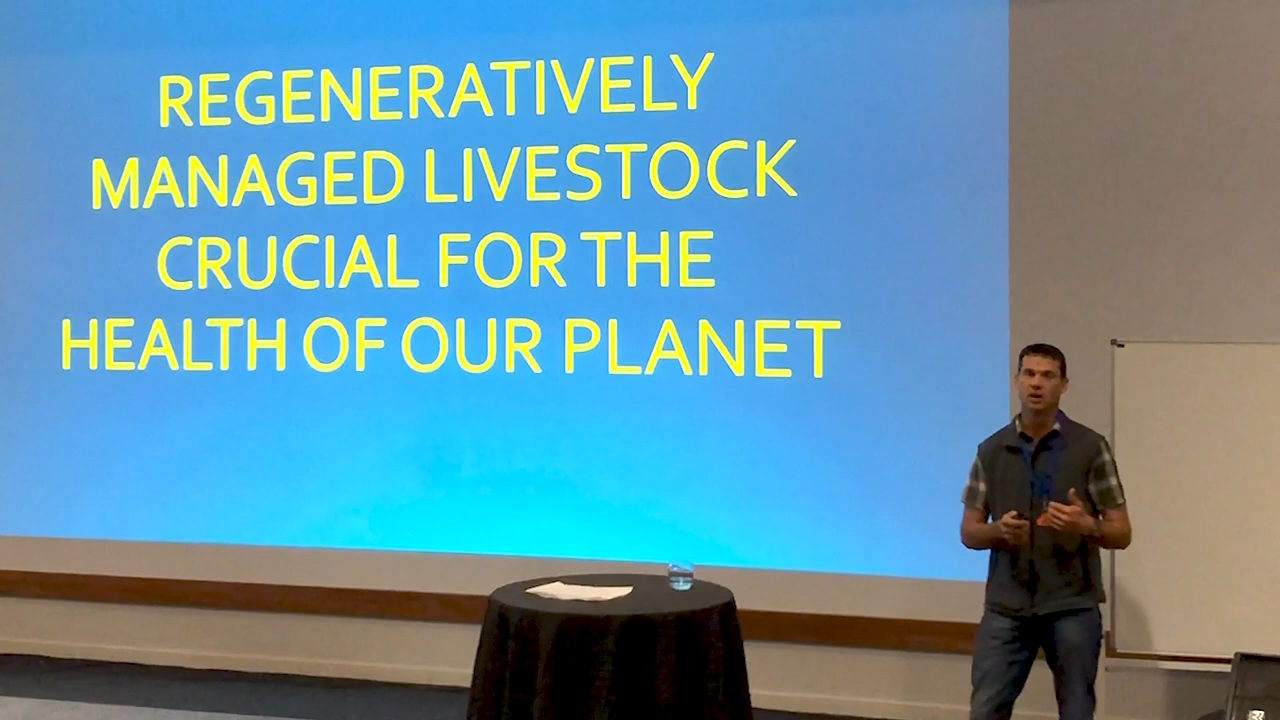 REGENERATIVELY
MANAGED LIVESTOCK
CRUCIAL FOR THE
HEALTH OF OUR PLANET